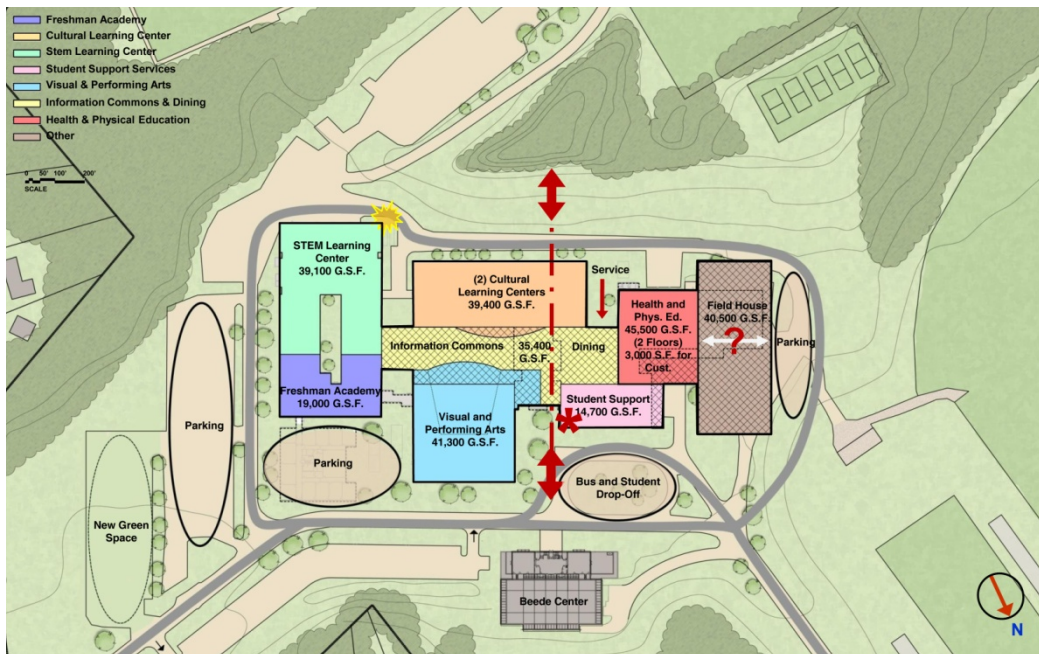 Freshman Academy
Cultural Learning Center
Stem Learning Center
Student Support Services
Visual & Performing Arts
Information Commons & Dining
Health & Physical Education
Other
0 50' 100' 200'
SCALE
STEM Learning
Center
39,100 G.S.F.
(2) Cultural
Learning Centers
39,400 G.S.F.
Service
Health and
Phys. Ed.
45,500 G.S.F.
(2 Floors)
3,000 S.F. for
Cust.
Field House
40,500 G.S.F.
?
Parking
Information Commons
35,400
G.S.F.
Dining
Freshman Academy
19,000 G.S.F.
Visual and
Performing Arts
41,300 G.S.F.
Student Support
14,700 G.S.F.
*
Parking
Parking
Bus and Student
Drop-Off
New Green
Space
Beede Center
N